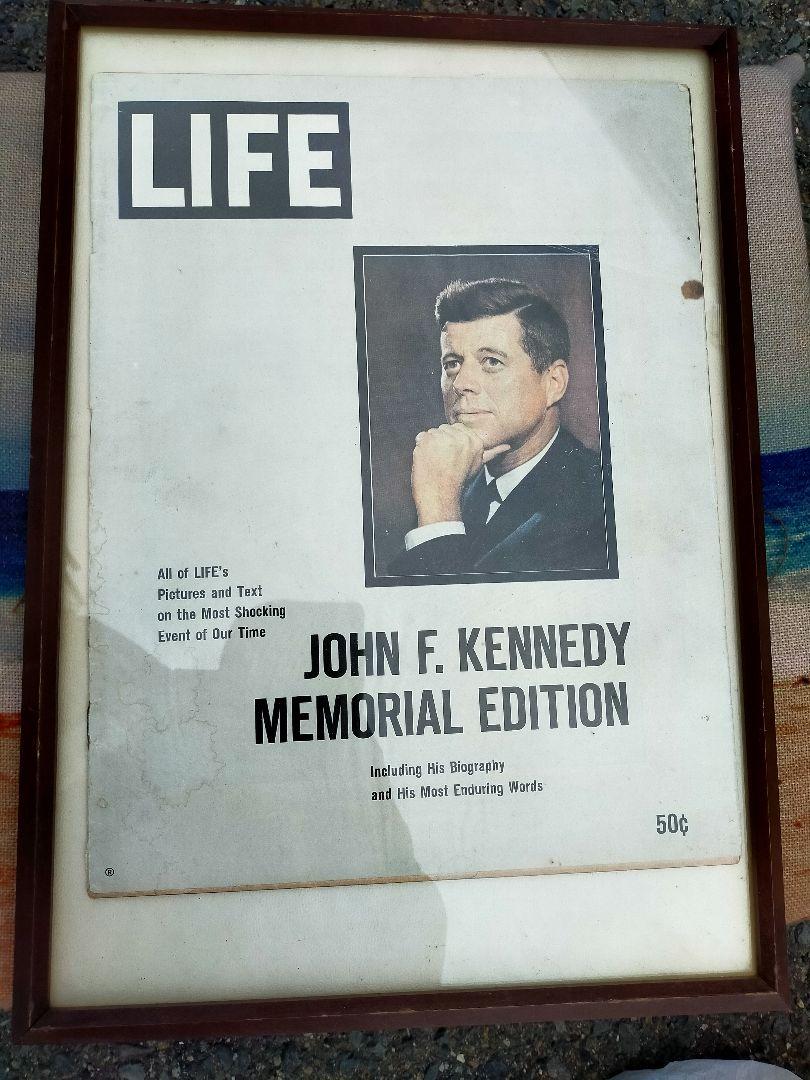 LIFE
All of LIFE's
Pictures and Text
on the Most Shocking
Event of Our Time
JOHN F. KENNEDY
MEMORIAL EDITION
Including His Biography
and His Most Enduring Words
50¢
®